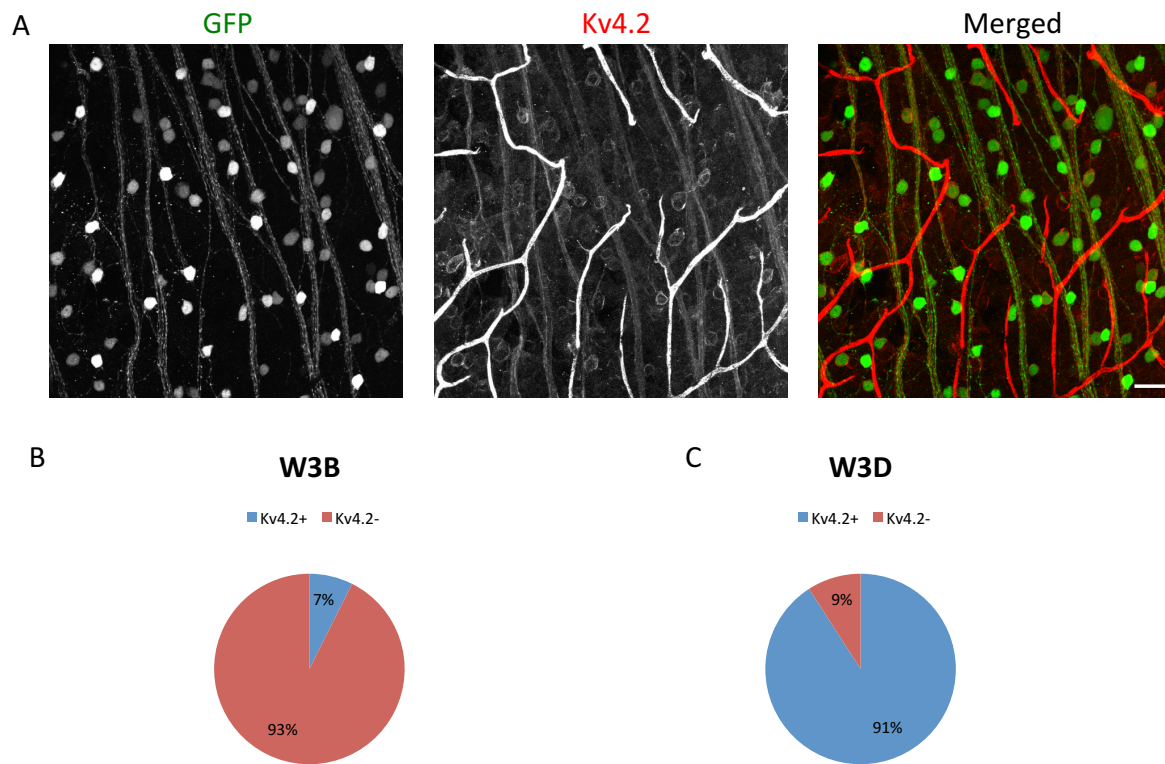 A
GFP
Kv4.2
Merged
B
W3B
Kv4.2+ Kv4.2-
7%
93%
C
W3D
Kv4.2+ Kv4.2-
9%
91%